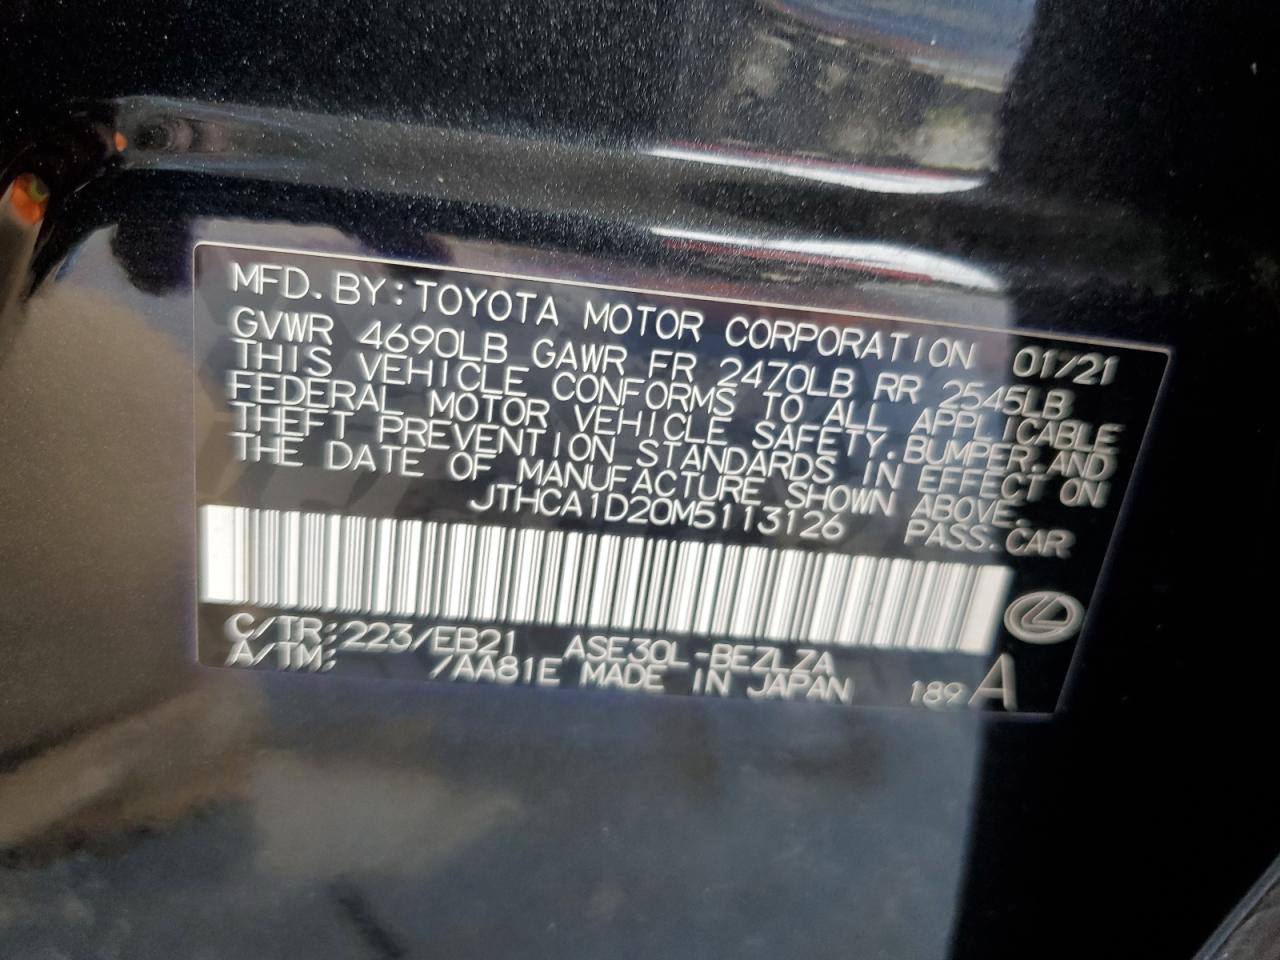 MFD. BY: TOYOTA MOTOR CORPORATION 01/21
GVWR 4690LB GAWR FR 2470LB RR 2545LB
THIS VEHICLE CONFORMS TO ALL APPLICABLE
FEDERAL MOTOR VEHICLE SAFETY, BUMPER, AND
THEFT PREVENTION STANDARDS IN EFFECT ON
THE DATE OF MANUFACTURE SHOWN ABOVE.
JTHCA1D20M5113126 PASS. CAR
C/TR: 223/EB21 ASE30L-BEZLZA
A/TM: /AA81E MADE IN JAPAN 189 A